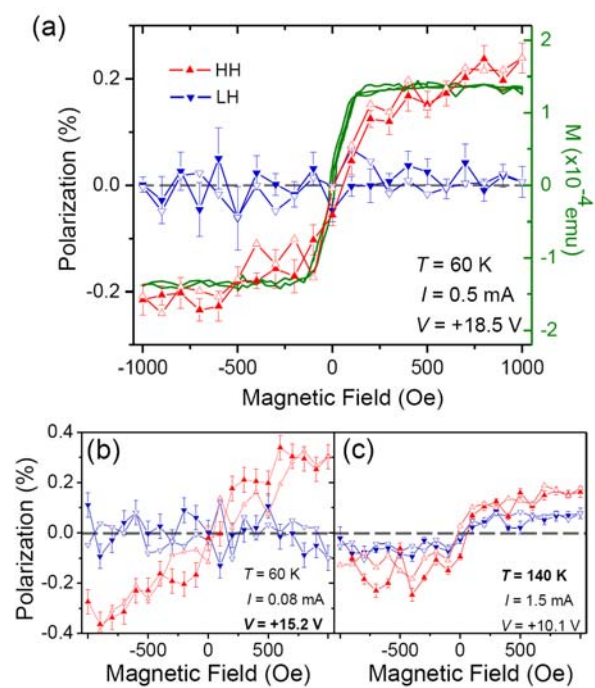 (a)
HH
LH
Polarization (%)
0.2
0.0
-0.2
2
1
0
-1
-2
M (x10⁻⁴ emu)
T = 60 K
I = 0.5 mA
V = +18.5 V
-1000
-500
0
500
1000
Magnetic Field (Oe)
(b)
Polarization (%)
0.4
0.2
0.0
-0.2
-0.4
T = 60 K
I = 0.08 mA
V = +15.2 V
-500
0
500
Magnetic Field (Oe)
(c)
T = 140 K
I = 1.5 mA
V = +10.1 V
-500
0
500
Magnetic Field (Oe)